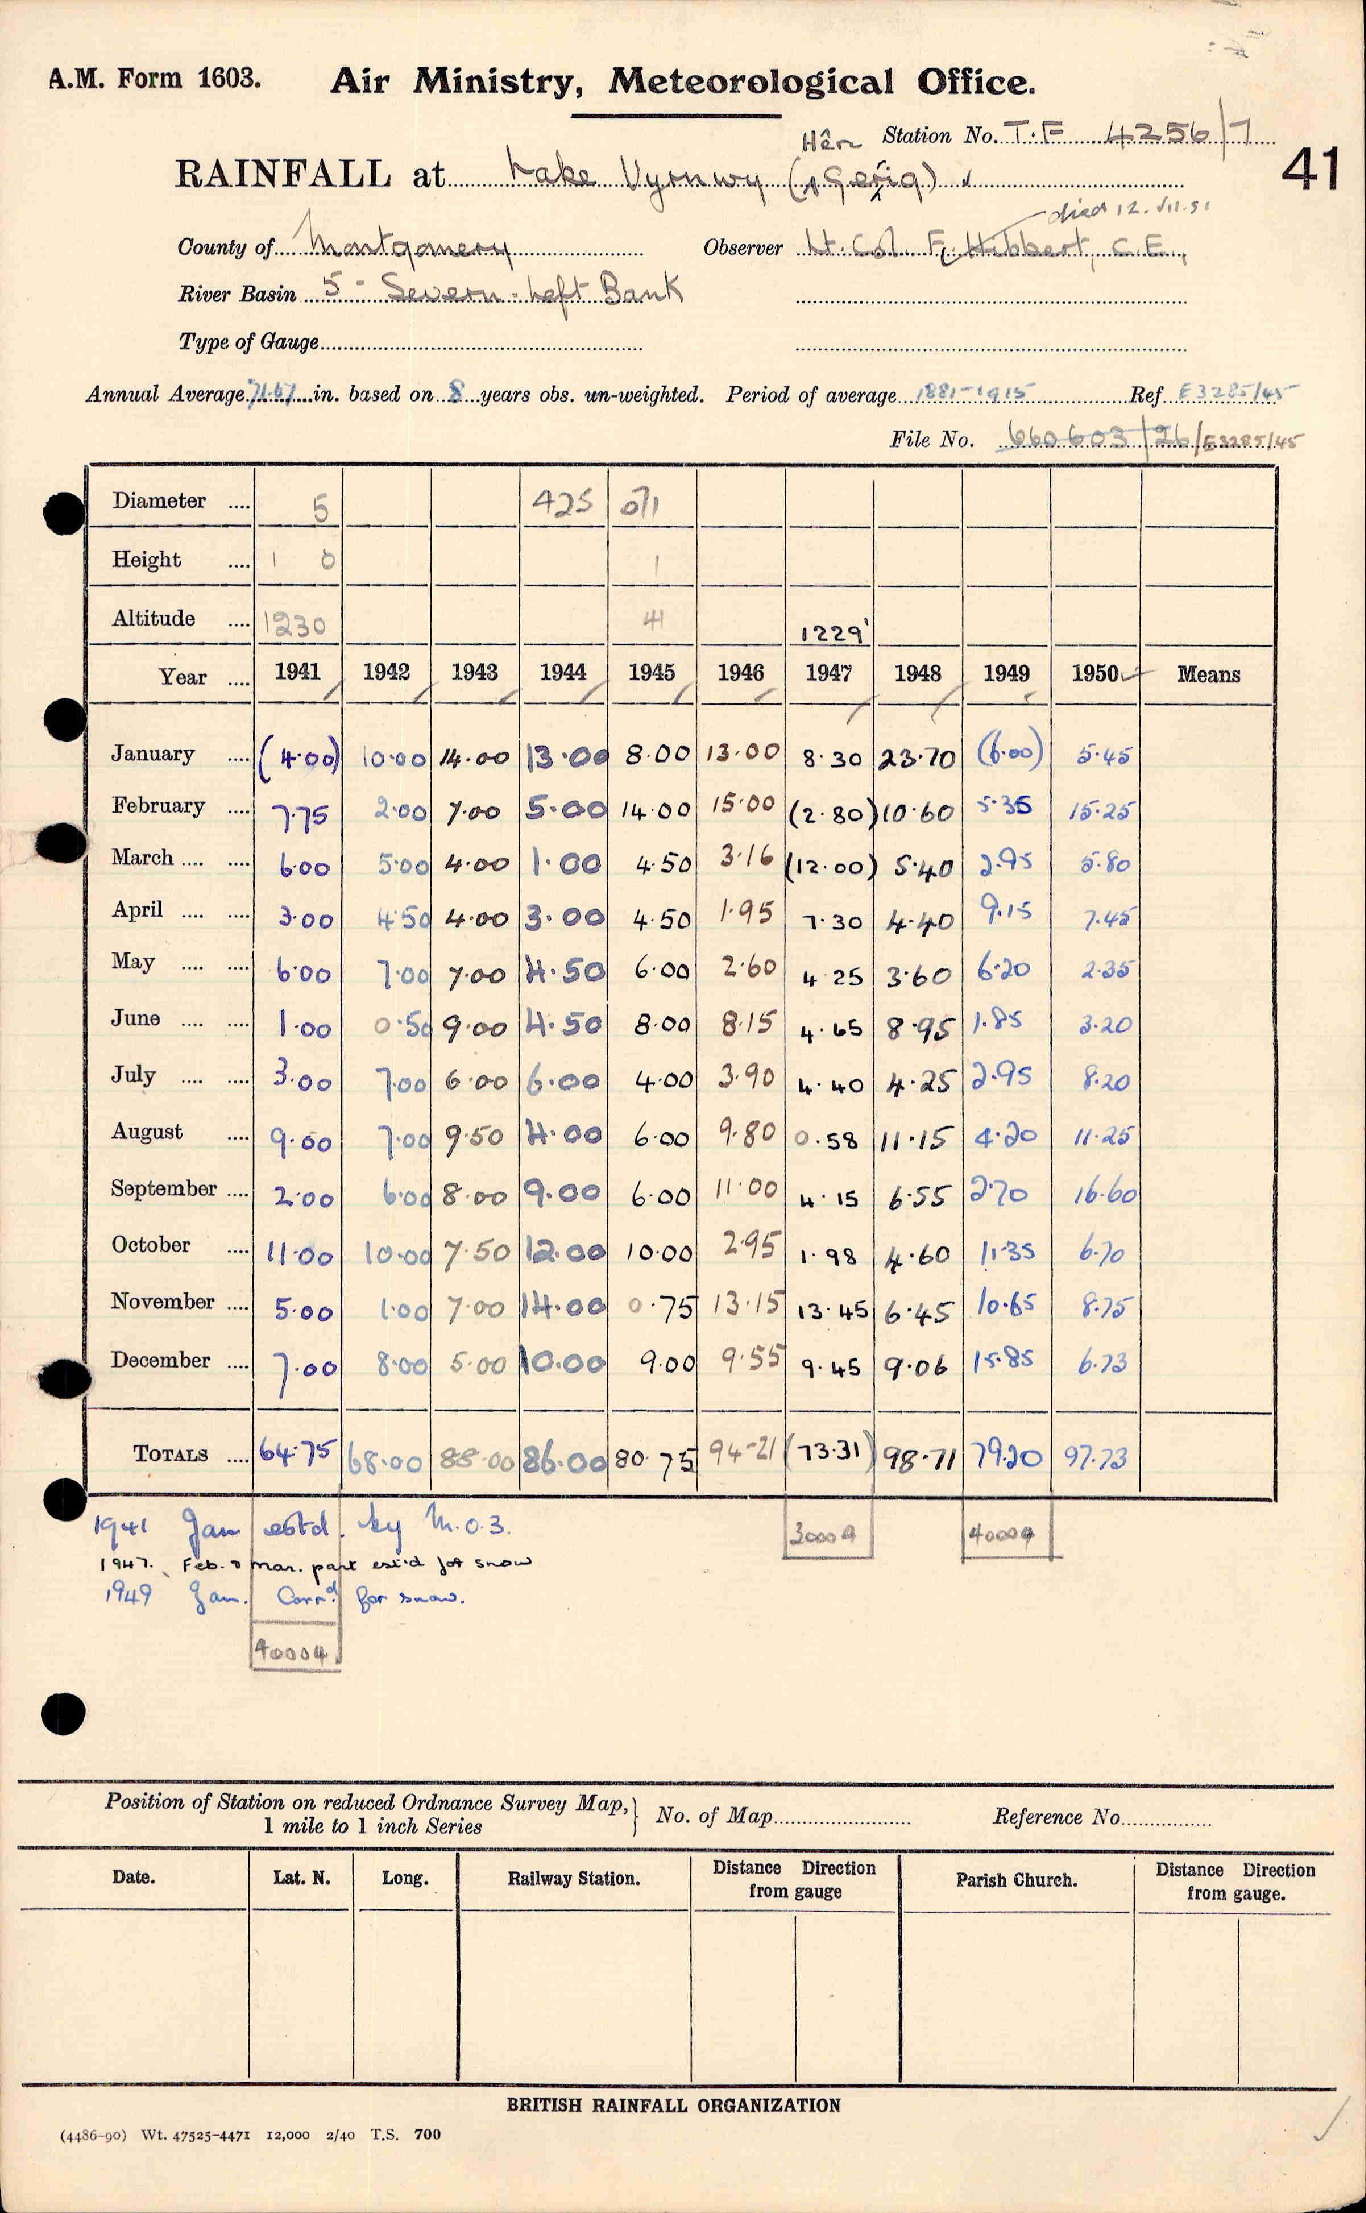 A.M. Form 1603. Air Ministry, Meteorological Office.
Hên Station No. T.F 4256/7
41
RAINFALL at Lake Vyrnwy (Gerig) ✓
died 12.VII.51
County of Montgomery Observer Lt. Col. F. Hibbert, C.E.,
River Basin 5 - Severn - Left Bank
Type of Gauge
Annual Average 71.67 in. based on 8 years obs. un-weighted. Period of average 1881-1915 Ref E3285/45
File No. 660603/26/E3285/45
Diameter .... 5 425 071
Height .... 1 0 1
Altitude .... 1230 41 1229'
Year .... 1941 1942 1943 1944 1945 1946 1947 1948 1949 1950 Means
January .... (4.00) 10.00 14.00 13.00 8.00 13.00 8.30 23.70 (6.00) 5.45
February .... 7.75 2.00 7.00 5.00 14.00 15.00 (2.80) 10.60 5.35 15.25
March .... .... 6.00 5.00 4.00 1.00 4.50 3.16 (12.00) 5.40 2.95 5.80
April .... .... 3.00 4.50 4.00 3.00 4.50 1.95 7.30 4.40 9.15 7.45
May .... .... 6.00 7.00 7.00 4.50 6.00 2.60 4.25 3.60 6.20 2.35
June .... .... 1.00 0.50 9.00 4.50 8.00 8.15 4.65 8.95 1.85 3.20
July .... .... 3.00 7.00 6.00 6.00 4.00 3.90 4.40 4.25 2.95 8.20
August .... 9.00 7.00 9.50 4.00 6.00 9.80 0.58 11.15 4.20 11.25
September .... 2.00 6.00 8.00 9.00 6.00 11.00 4.15 6.55 2.70 16.60
October .... 11.00 10.00 7.50 12.00 10.00 2.95 1.98 4.60 11.35 6.70
November .... 5.00 1.00 7.00 14.00 0.75 13.15 13.45 6.45 10.65 8.75
December .... 7.00 8.00 5.00 10.00 9.00 9.55 9.45 9.06 15.85 6.73
TOTALS .... 64.75 68.00 88.00 86.00 80.75 94.21 (73.31) 98.71 79.20 97.73
1941 Jan estd. by M.O.3. 30009 40009
1947. Feb. & Mar. part est'd for snow
1949 Jan. Corrd. for snow.
40004
Position of Station on reduced Ordnance Survey Map, 1 mile to 1 inch Series } No. of Map Reference No.
Date. Lat. N. Long. Railway Station. Distance Direction from gauge Parish Church. Distance Direction from gauge.
BRITISH RAINFALL ORGANIZATION
(4486-90) Wt. 47525-4471 12,000 2/40 T.S. 700